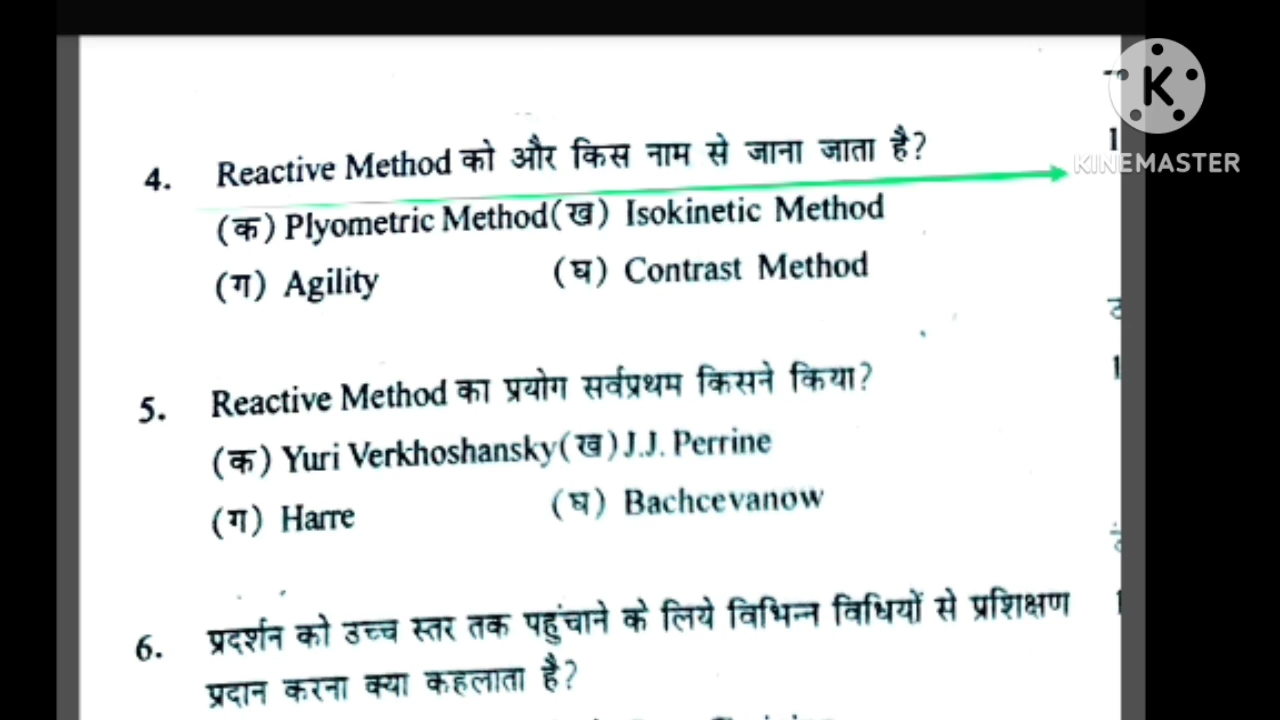 K
KINEMASTER
4. Reactive Method को और किस नाम से जाना जाता है?
(क) Plyometric Method (ख) Isokinetic Method
(ग) Agility (घ) Contrast Method
5. Reactive Method का प्रयोग सर्वप्रथम किसने किया?
(क) Yuri Verkhoshansky (ख) J.J. Perrine
(ग) Harre (घ) Bachcevanow
6. प्रदर्शन को उच्च स्तर तक पहुंचाने के लिये विभिन्न विधियों से प्रशिक्षण
प्रदान करना क्या कहलाता है?